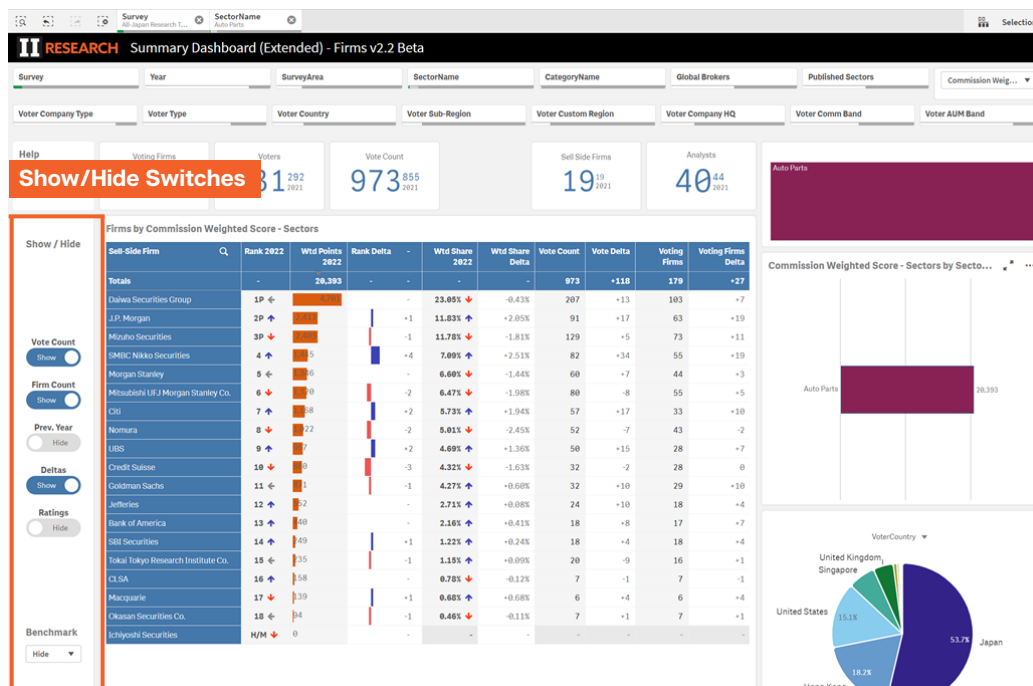 Survey
All-Japan Research T...
SectorName
Auto Parts
Selectio
II RESEARCH Summary Dashboard (Extended) - Firms v2.2 Beta
Survey Year SurveyArea SectorName CategoryName Global Brokers Published Sectors Commission Weig...
Voter Company Type Voter Type Voter Country Voter Sub-Region Voter Custom Region Voter Company HQ Voter Comm Band Voter AUM Band
Help
Show/Hide Switches
Voting Firms
Voters
31 292 2021
Vote Count
973 855 2021
Sell Side Firms
19 19 2021
Analysts
40 44 2021
Auto Parts
Show / Hide
Vote Count
Show
Firm Count
Show
Prev. Year
Hide
Deltas
Show
Ratings
Hide
Benchmark
Hide
Firms by Commission Weighted Score - Sectors
Sell-Side Firm Rank 2022 Wtd Points 2022 Rank Delta - Wtd Share 2022 Wtd Share Delta Vote Count Vote Delta Voting Firms Voting Firms Delta
Totals - 20,393 - - - - 973 +118 179 +27
Daiwa Securities Group 1P ← - 23.05% ↓ -0.43% 207 +13 103 +7
J.P. Morgan 2P ↑ +1 11.83% ↑ +2.05% 91 +17 63 +19
Mizuho Securities 3P ↓ -1 11.78% ↓ -1.81% 129 +5 73 +11
SMBC Nikko Securities 4 ↑ +4 7.09% ↑ +2.51% 82 +34 55 +19
Morgan Stanley 5 ← - 6.60% ↓ -1.44% 60 +7 44 +3
Mitsubishi UFJ Morgan Stanley Co. 6 ↓ -2 6.47% ↓ -1.98% 80 -8 55 +5
Citi 7 ↑ +2 5.73% ↑ +1.94% 57 +17 33 +10
Nomura 8 ↓ -2 5.01% ↓ -2.45% 52 -7 43 -2
UBS 9 ↑ +2 4.69% ↑ +1.36% 50 +15 28 +7
Credit Suisse 10 ↓ -3 4.32% ↓ -1.63% 32 -2 28 0
Goldman Sachs 11 ← -1 4.27% ↑ +0.60% 32 +10 29 +10
Jefferies 12 ↑ - 2.71% ↑ +0.08% 24 +10 18 +4
Bank of America 13 ↑ - 2.16% ↑ +0.41% 18 +8 17 +7
SBI Securities 14 ↑ 249 +1 1.22% ↑ +0.24% 18 +4 18 +4
Tokai Tokyo Research Institute Co. 15 ← 235 -1 1.15% ↑ +0.09% 20 -9 16 +1
CLSA 16 ↑ 158 - 0.78% ↓ -0.12% 7 -1 7 -1
Macquarie 17 ↓ 139 +1 0.68% ↑ +0.68% 6 +4 6 +4
Okasan Securities Co. 18 ← 94 -1 0.46% ↓ -0.11% 7 +1 7 +1
Ichiyoshi Securities H/M ↓ 0 - - - - - -
Commission Weighted Score - Sectors by Secto...
Auto Parts
20,393
VoterCountry
United Kingdom,
Singapore
United States
15.1%
53.7%
Japan
18.2%